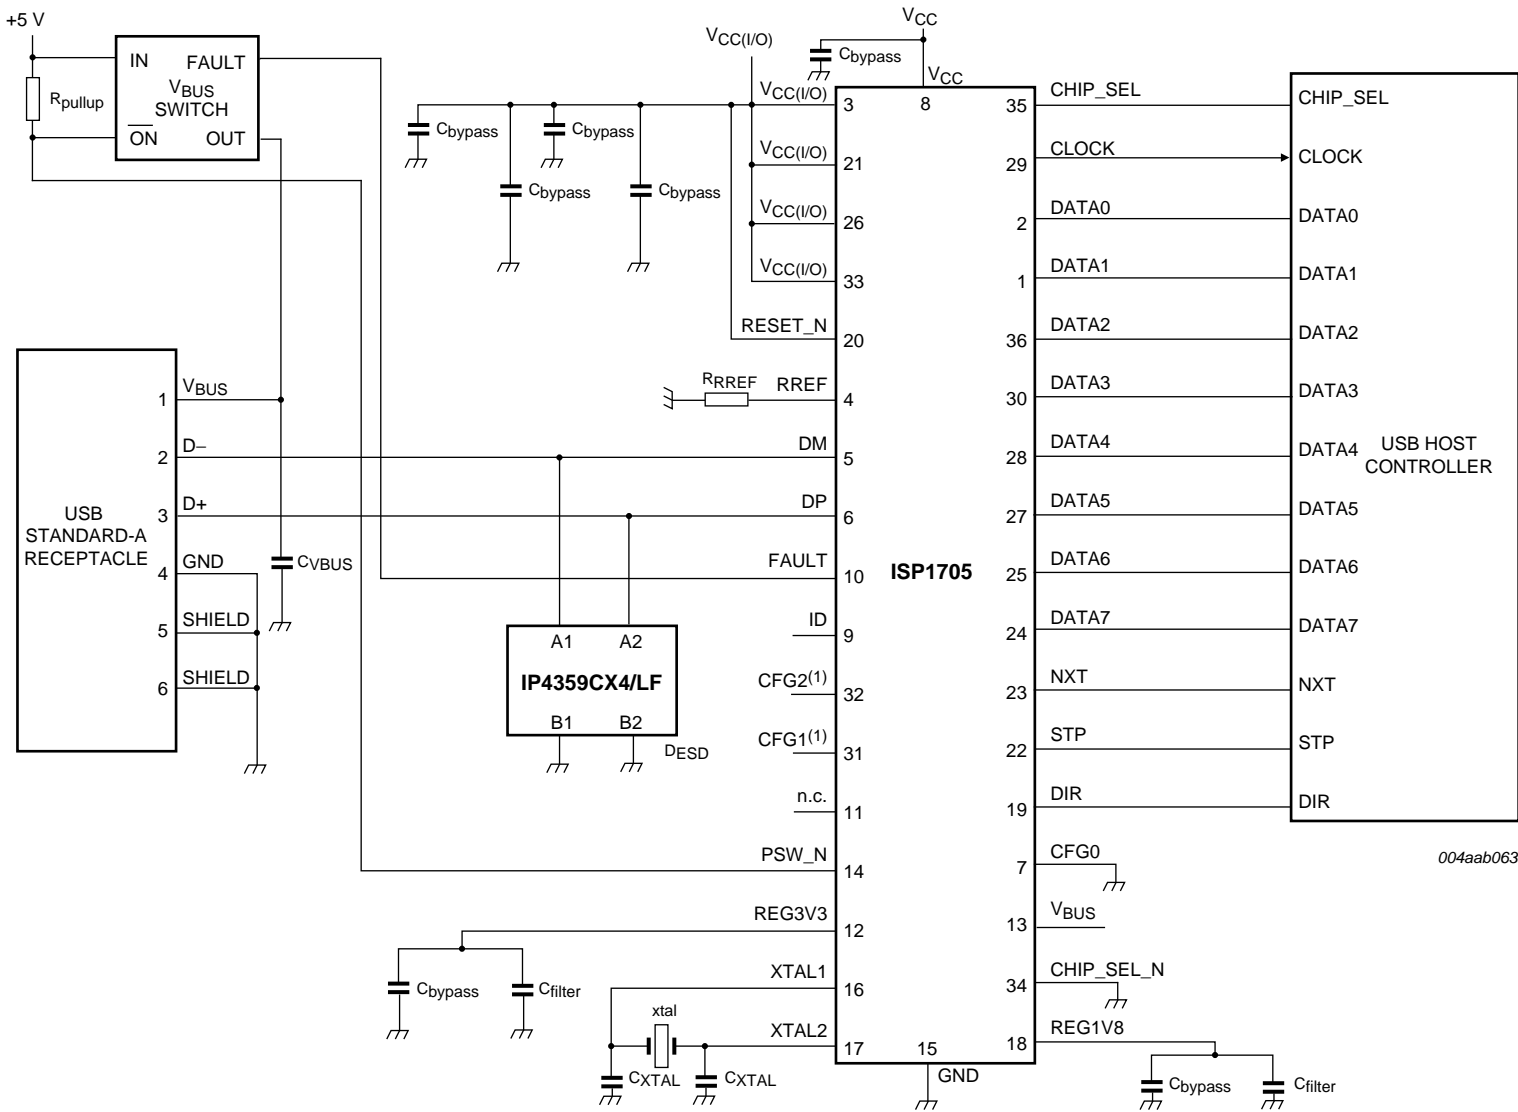 +5 V
IN
FAULT
VBUS
SWITCH
ON
OUT
Rpullup
VCC(I/O)
VCC
Cbypass
VCC
8
Cbypass
Cbypass
Cbypass
Cbypass
VCC(I/O)
3
VCC(I/O)
21
VCC(I/O)
26
VCC(I/O)
33
RESET_N
20
RRREF
RREF
4
DM
5
DP
6
FAULT
10
ID
9
CFG2(1)
32
CFG1(1)
31
n.c.
11
PSW_N
14
REG3V3
12
XTAL1
16
XTAL2
17
15
GND
ISP1705
USB
STANDARD-A
RECEPTACLE
1
VBUS
2
D−
3
D+
4
GND
5
SHIELD
6
SHIELD
CVBUS
A1
A2
IP4359CX4/LF
B1
B2
DESD
Cbypass
Cfilter
xtal
CXTAL
CXTAL
35
CHIP_SEL
CHIP_SEL
29
CLOCK
CLOCK
2
DATA0
DATA0
1
DATA1
DATA1
36
DATA2
DATA2
30
DATA3
DATA3
28
DATA4
DATA4
27
DATA5
DATA5
25
DATA6
DATA6
24
DATA7
DATA7
23
NXT
NXT
22
STP
STP
19
DIR
DIR
USB HOST
CONTROLLER
7
CFG0
13
VBUS
34
CHIP_SEL_N
18
REG1V8
Cbypass
Cfilter
004aab063